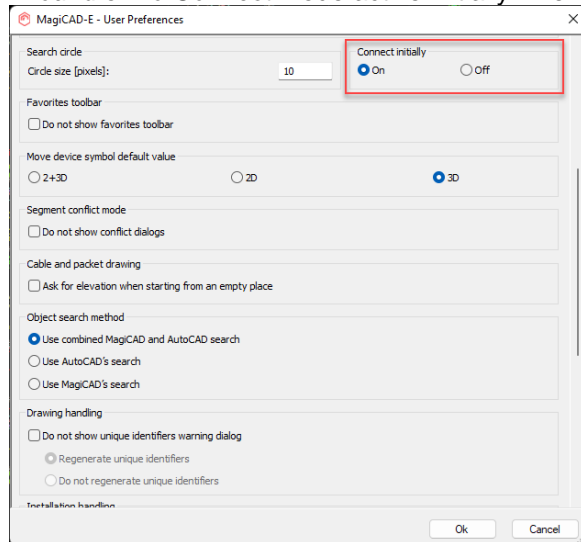 MagiCAD-E - User Preferences
Search circle
Circle size [pixels]:
10
Connect initially
On
Off
Favorites toolbar
Do not show favorites toolbar
Move device symbol default value
2+3D
2D
3D
Segment conflict mode
Do not show conflict dialogs
Cable and packet drawing
Ask for elevation when starting from an empty place
Object search method
Use combined MagiCAD and AutoCAD search
Use AutoCAD's search
Use MagiCAD's search
Drawing handling
Do not show unique identifiers warning dialog
Regenerate unique identifiers
Do not regenerate unique identifiers
Installation handling
Ok
Cancel